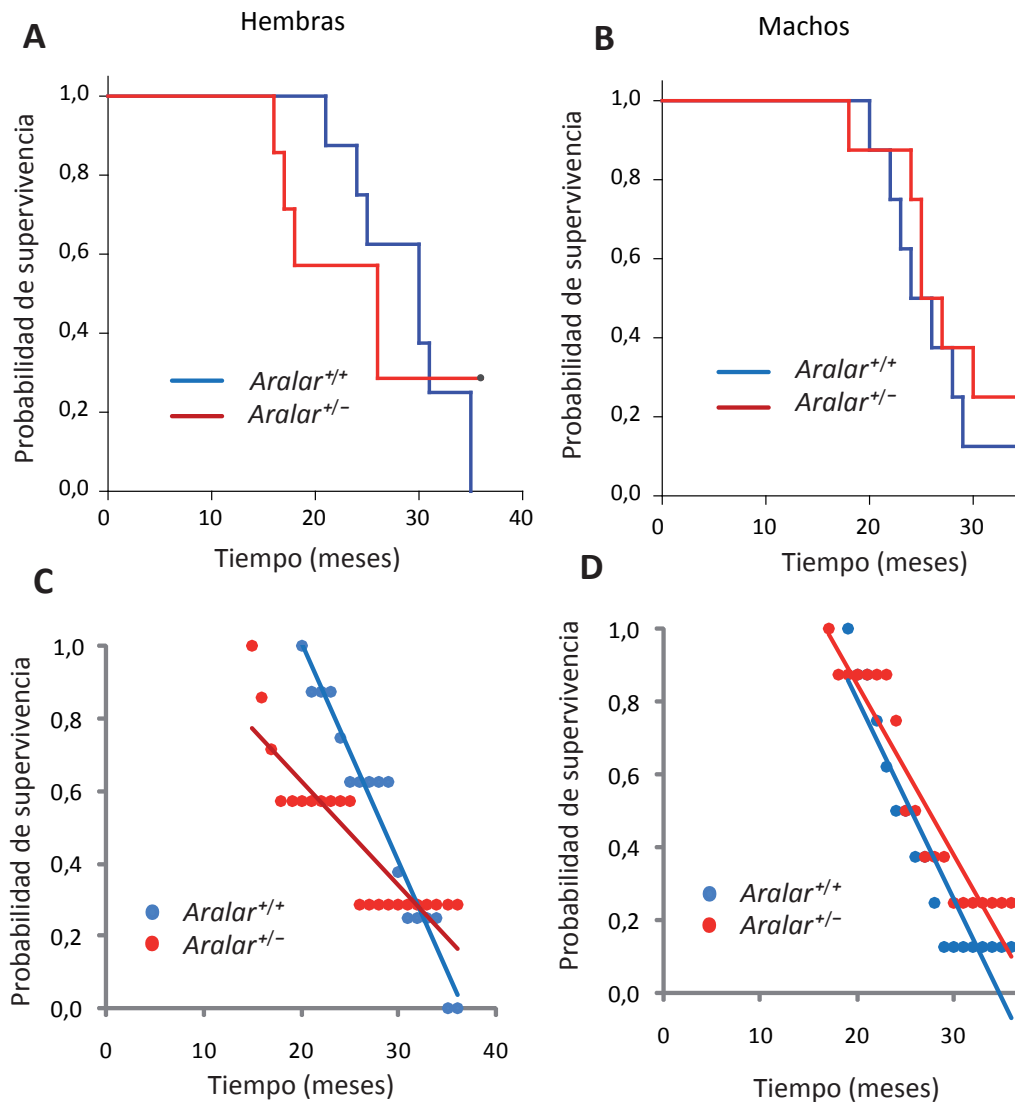 A
Hembras
Probabilidad de supervivencia
1,0
0,8
0,6
0,4
0,2
0,0
Aralar+/+
Aralar+/−
0
10
20
30
40
Tiempo (meses)
B
Machos
Probabilidad de supervivencia
1,0
0,8
0,6
0,4
0,2
0,0
Aralar+/+
Aralar+/−
0
10
20
30
Tiempo (meses)
C
Probabilidad de supervivencia
1,0
0,8
0,6
0,4
0,2
0,0
Aralar+/+
Aralar+/−
0
10
20
30
40
Tiempo (meses)
D
Probabilidad de supervivencia
1,0
0,8
0,6
0,4
0,2
0,0
Aralar+/+
Aralar+/−
0
10
20
30
Tiempo (meses)